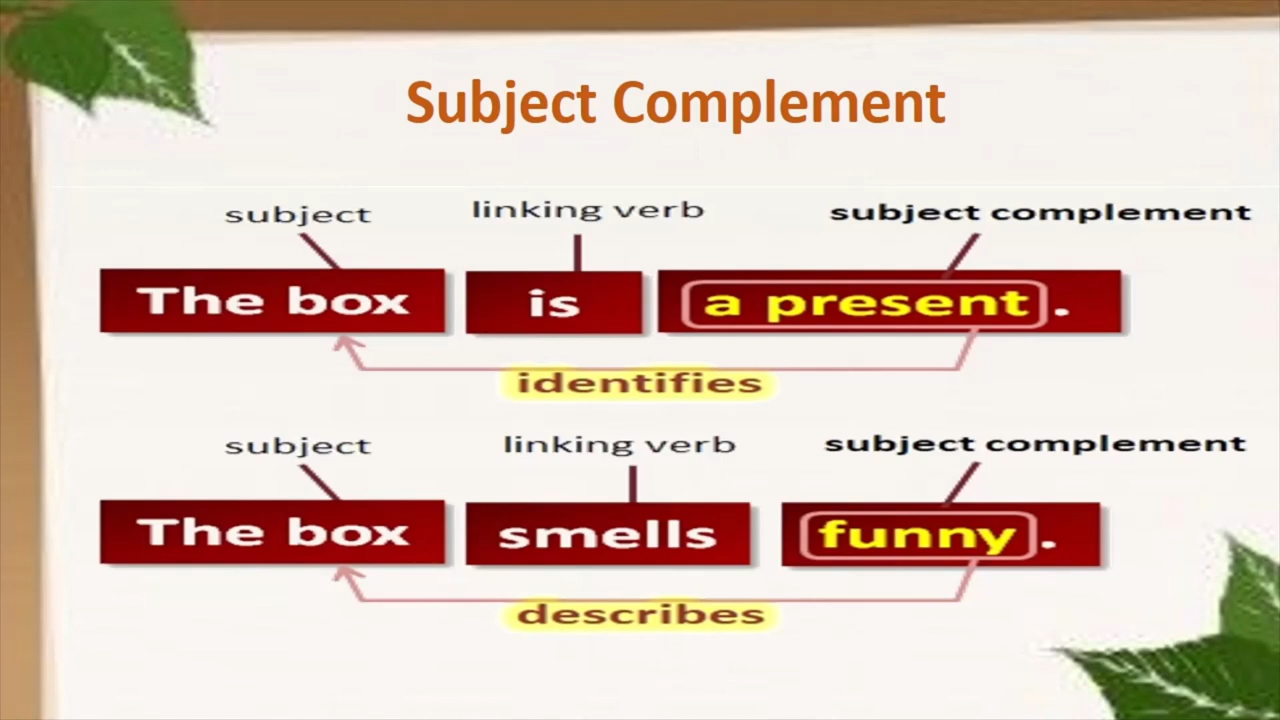 Subject Complement
subject linking verb subject complement
The box is a present.
identifies
subject linking verb subject complement
The box smells funny.
describes